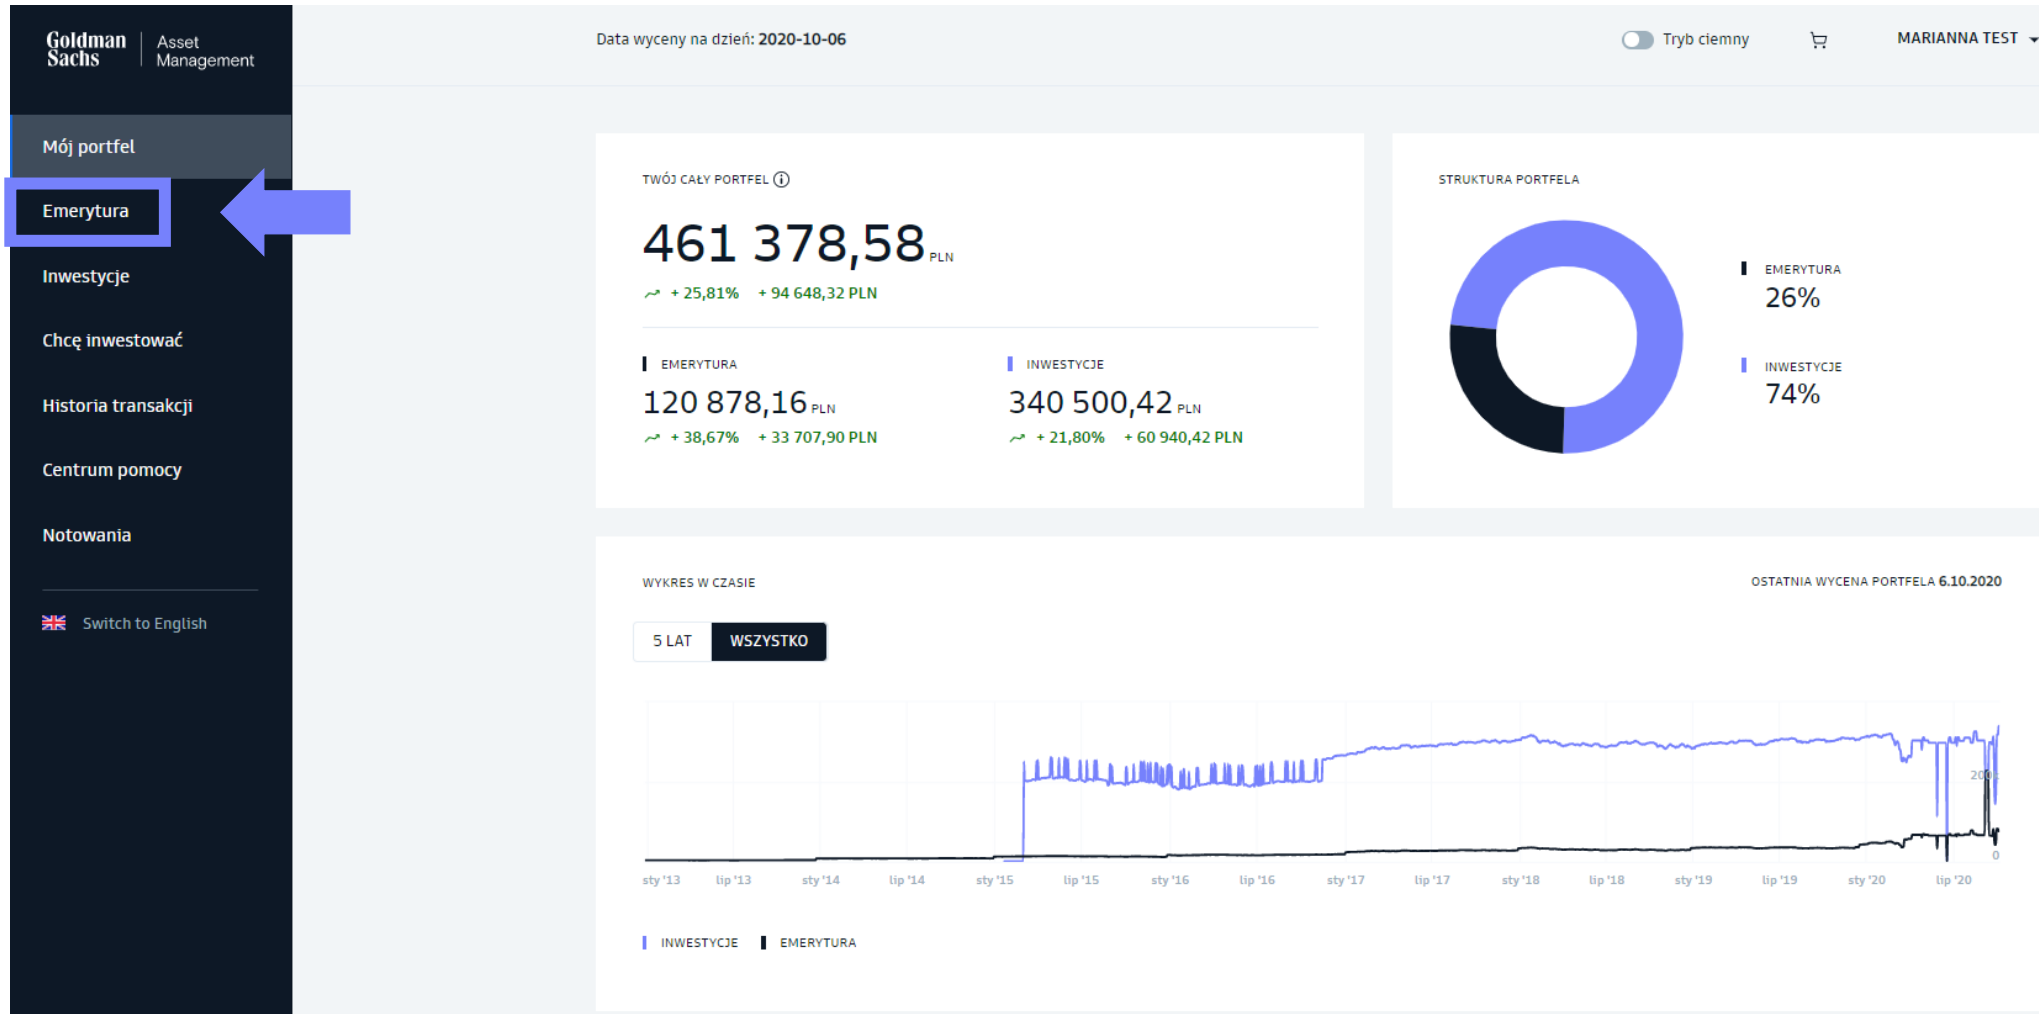 Goldman Sachs
Asset Management
Mój portfel
Emerytura
Inwestycje
Chcę inwestować
Historia transakcji
Centrum pomocy
Notowania
Switch to English
Data wyceny na dzień: 2020-10-06
Tryb ciemny
MARIANNA TEST
TWÓJ CAŁY PORTFEL
461 378,58 PLN
+ 25,81% + 94 648,32 PLN
EMERYTURA
120 878,16 PLN
+ 38,67% + 33 707,90 PLN
INWESTYCJE
340 500,42 PLN
+ 21,80% + 60 940,42 PLN
STRUKTURA PORTFELA
EMERYTURA
26%
INWESTYCJE
74%
WYKRES W CZASIE
OSTATNIA WYCENA PORTFELA 6.10.2020
5 LAT WSZYSTKO
0
sty '13 lip '13 sty '14 lip '14 sty '15 lip '15 sty '16 lip '16 sty '17 lip '17 sty '18 lip '18 sty '19 lip '19 sty '20 lip '20
INWESTYCJE EMERYTURA